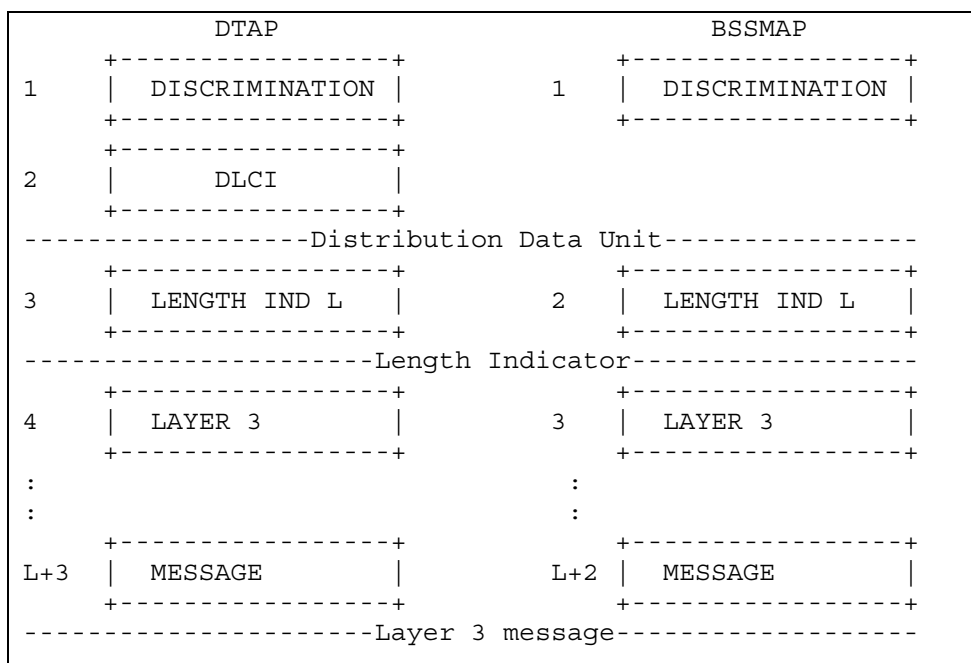 DTAP BSSMAP
+-----------------+ +-----------------+
1 | DISCRIMINATION | 1 | DISCRIMINATION |
+-----------------+ +-----------------+
+-----------------+
2 | DLCI |
+-----------------+
------------------Distribution Data Unit----------------
+-----------------+ +-----------------+
3 | LENGTH IND L | 2 | LENGTH IND L |
+-----------------+ +-----------------+
----------------------Length Indicator------------------
+-----------------+ +-----------------+
4 | LAYER 3 | 3 | LAYER 3 |
+-----------------+ +-----------------+
: :
: :
+-----------------+ +-----------------+
L+3 | MESSAGE | L+2 | MESSAGE |
+-----------------+ +-----------------+
----------------------Layer 3 message-------------------